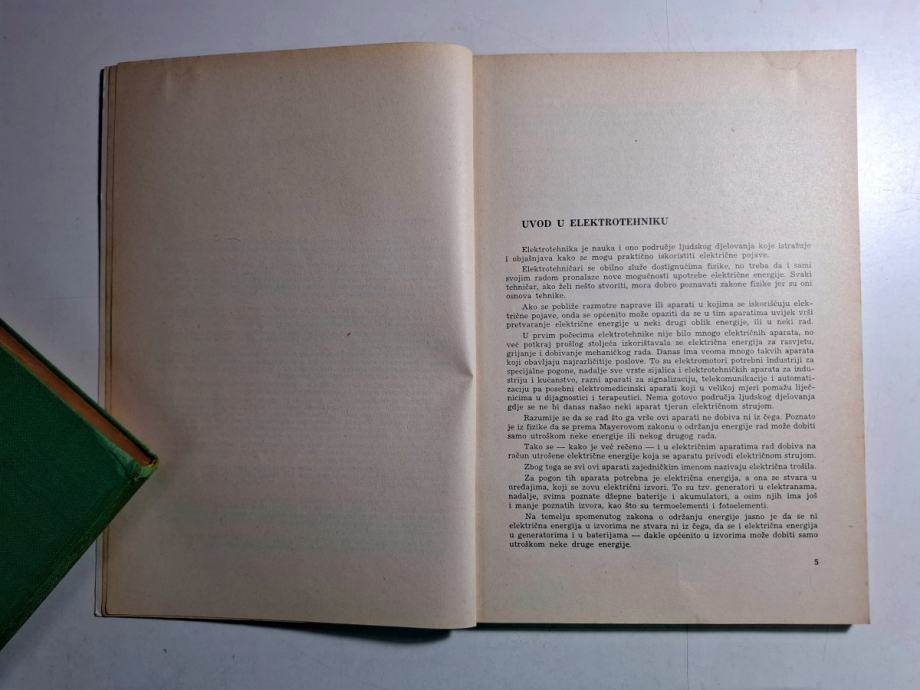 UVOD U ELEKTROTEHNIKU
Elektrotehnika je nauka i ono područje ljudskog djelovanja koje istražuje
i objašnjava kako se mogu praktično iskoristiti električne pojave.
Elektrotehničari se obilno služe dostignućima fizike, no treba da i sami
svojim radom pronalaze nove mogućnosti upotrebe električne energije. Svaki
tehničar, ako želi nešto stvoriti, mora dobro poznavati zakone fizike jer su oni
osnova tehnike.
Ako se pobliže razmotre naprave ili aparati u kojima se iskorišćuju elek-
trične pojave, onda se općenito može opaziti da se u tim aparatima uvijek vrši
pretvaranje električne energije u neki drugi oblik energije, ili u neki rad.
U prvim počecima elektrotehnike nije bilo mnogo električnih aparata, no
već potkraj prošlog stoljeća izkorištavala se električna energija za rasvjetu,
grijanje i dobivanje mehaničkog rada. Danas ima veoma mnogo takvih aparata
koji obavljaju najrazličitije poslove. To su elektromotori potrebni industriji za
specijalne pogone, nadalje sve vrste sijalica i elektrotehničkih aparata za indu-
striju i kućanstvo, razni aparati za signalizaciju, telekomunikacije i automati-
zaciju pa posebni elektromedicinski aparati koji u velikoj mjeri pomažu liječ-
nicima u dijagnostici i terapeutici. Nema gotovo područja ljudskog djelovanja
gdje se ne bi danas našao neki aparat tjeran električnom strujom.
Razumije se da se rad što ga vrše ovi aparati ne dobiva ni iz čega. Poznato
je iz fizike da se prema Mayerovom zakonu o održanju energije rad može dobiti
samo utroškom neke energije ili nekog drugog rada.
Tako se — kako je već rečeno — i u električnim aparatima rad dobiva na
račun utrošene električne energije koja se aparatu privodi električnom strujom.
Zbog toga se svi ovi aparati zajedničkim imenom nazivaju električna trošila.
Za pogon tih aparata potrebna je električna energija, a ona se stvara u
uređajima, koji se zovu električni izvori. To su tzv. generatori u elektranama,
nadalje, svima poznate džepne baterije i akumulatori, a osim njih ima još
i manje poznatih izvora, kao što su termoelementi i fotoelementi.
Na temelju spomenutog zakona o održanju energije jasno je da se ni
električna energija u izvorima ne stvara ni iz čega, da se i električna energija
u generatorima i u baterijama — dakle općenito u izvorima može dobiti samo
utroškom neke druge energije.
5